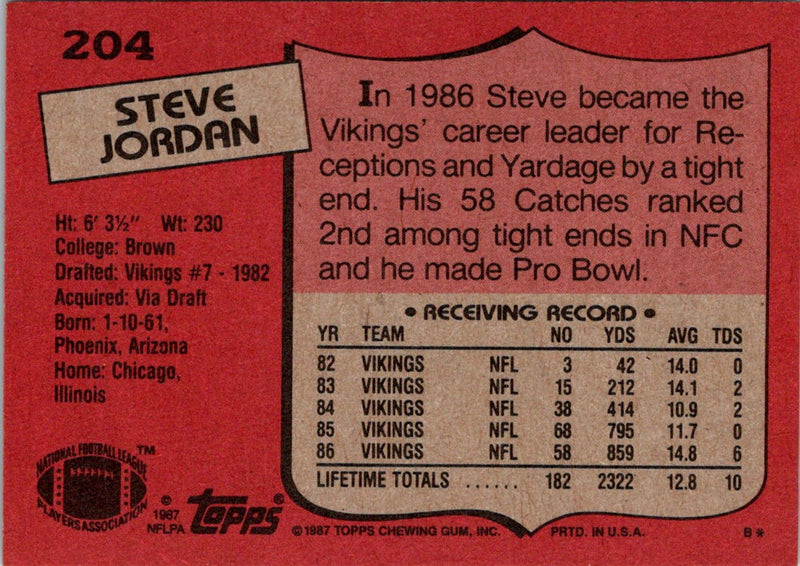 204
STEVE
JORDAN
Ht: 6' 3½" Wt: 230
College: Brown
Drafted: Vikings #7 - 1982
Acquired: Via Draft
Born: 1-10-61,
Phoenix, Arizona
Home: Chicago,
Illinois
In 1986 Steve became the
Vikings' career leader for Re-
ceptions and Yardage by a tight
end. His 58 Catches ranked
2nd among tight ends in NFC
and he made Pro Bowl.
• RECEIVING RECORD •
YR TEAM NO YDS AVG TDS
82 VIKINGS NFL 3 42 14.0 0
83 VIKINGS NFL 15 212 14.1 2
84 VIKINGS NFL 38 414 10.9 2
85 VIKINGS NFL 68 795 11.7 0
86 VIKINGS NFL 58 859 14.8 6
LIFETIME TOTALS ...... 182 2322 12.8 10
NATIONAL FOOTBALL LEAGUE ™
PLAYERS ASSOCIATION
© 1987
NFLPA
topps ®
© 1987 TOPPS CHEWING GUM, INC. PRTD. IN U.S.A. B*